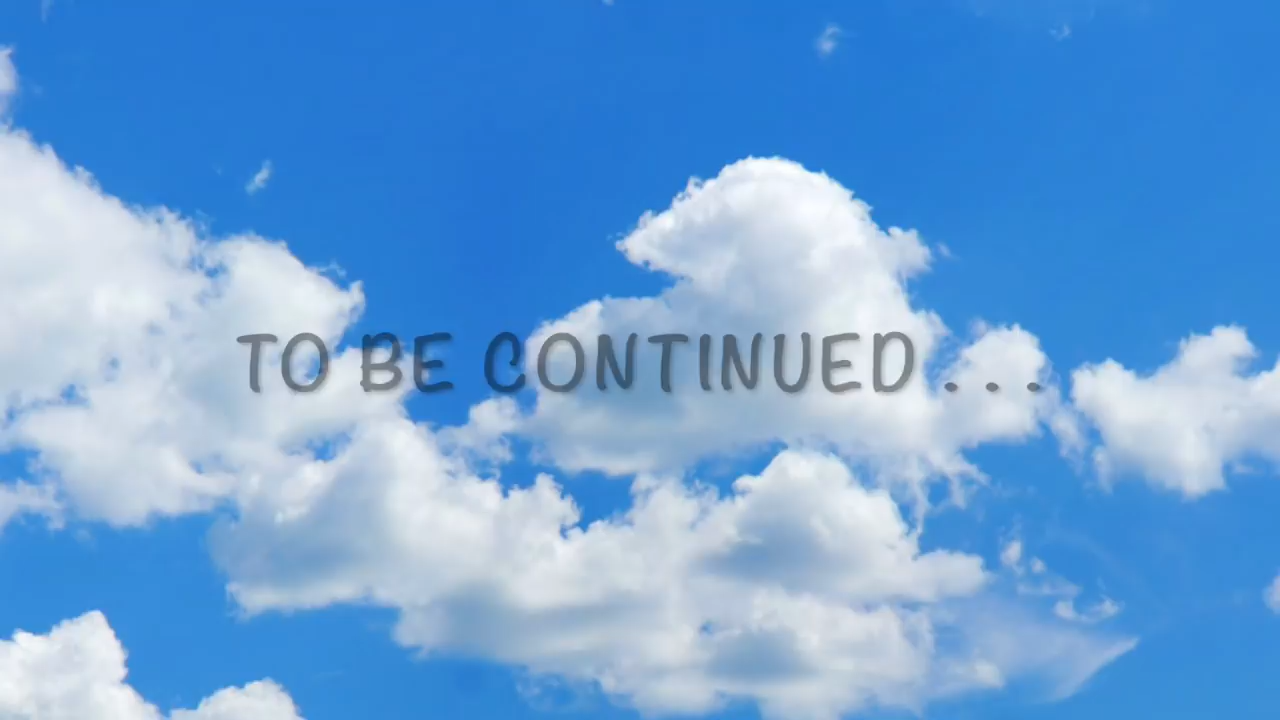 TO BE CONTINUED . . .